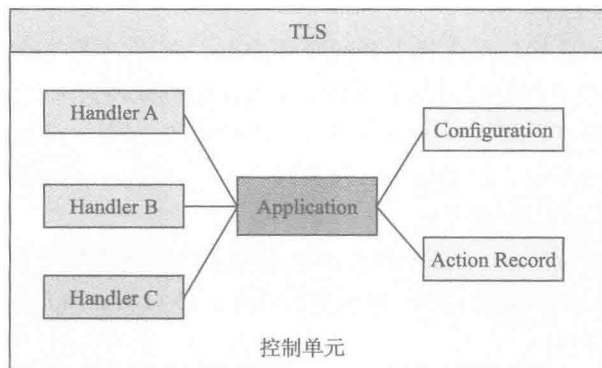 TLS
Handler A
Configuration
Handler B
Application
Handler C
Action Record
控制单元